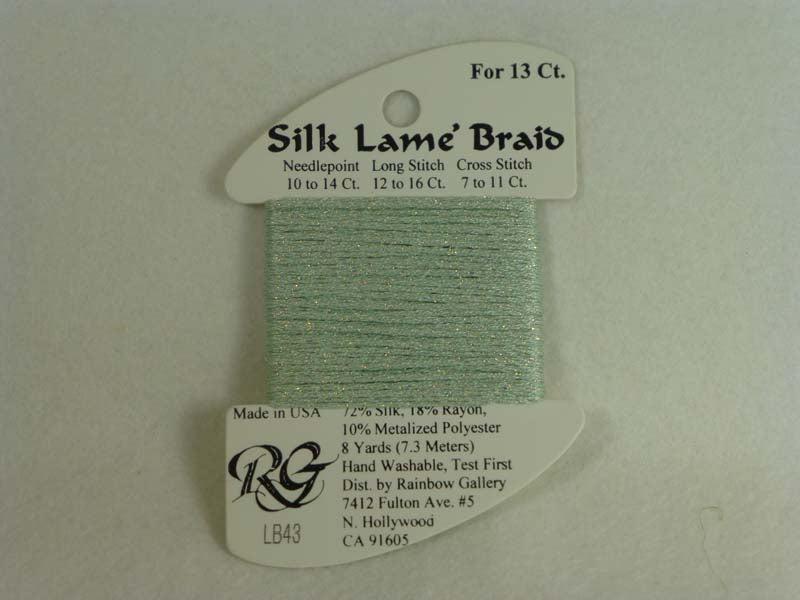 For 13 Ct.
Silk Lame' Braid
Needlepoint Long Stitch Cross Stitch
10 to 14 Ct. 12 to 16 Ct. 7 to 11 Ct.
Made in USA
72% Silk, 18% Rayon,
10% Metalized Polyester
8 Yards (7.3 Meters)
Hand Washable, Test First
Dist. by Rainbow Gallery
7412 Fulton Ave. #5
N. Hollywood
CA 91605
RG
LB43